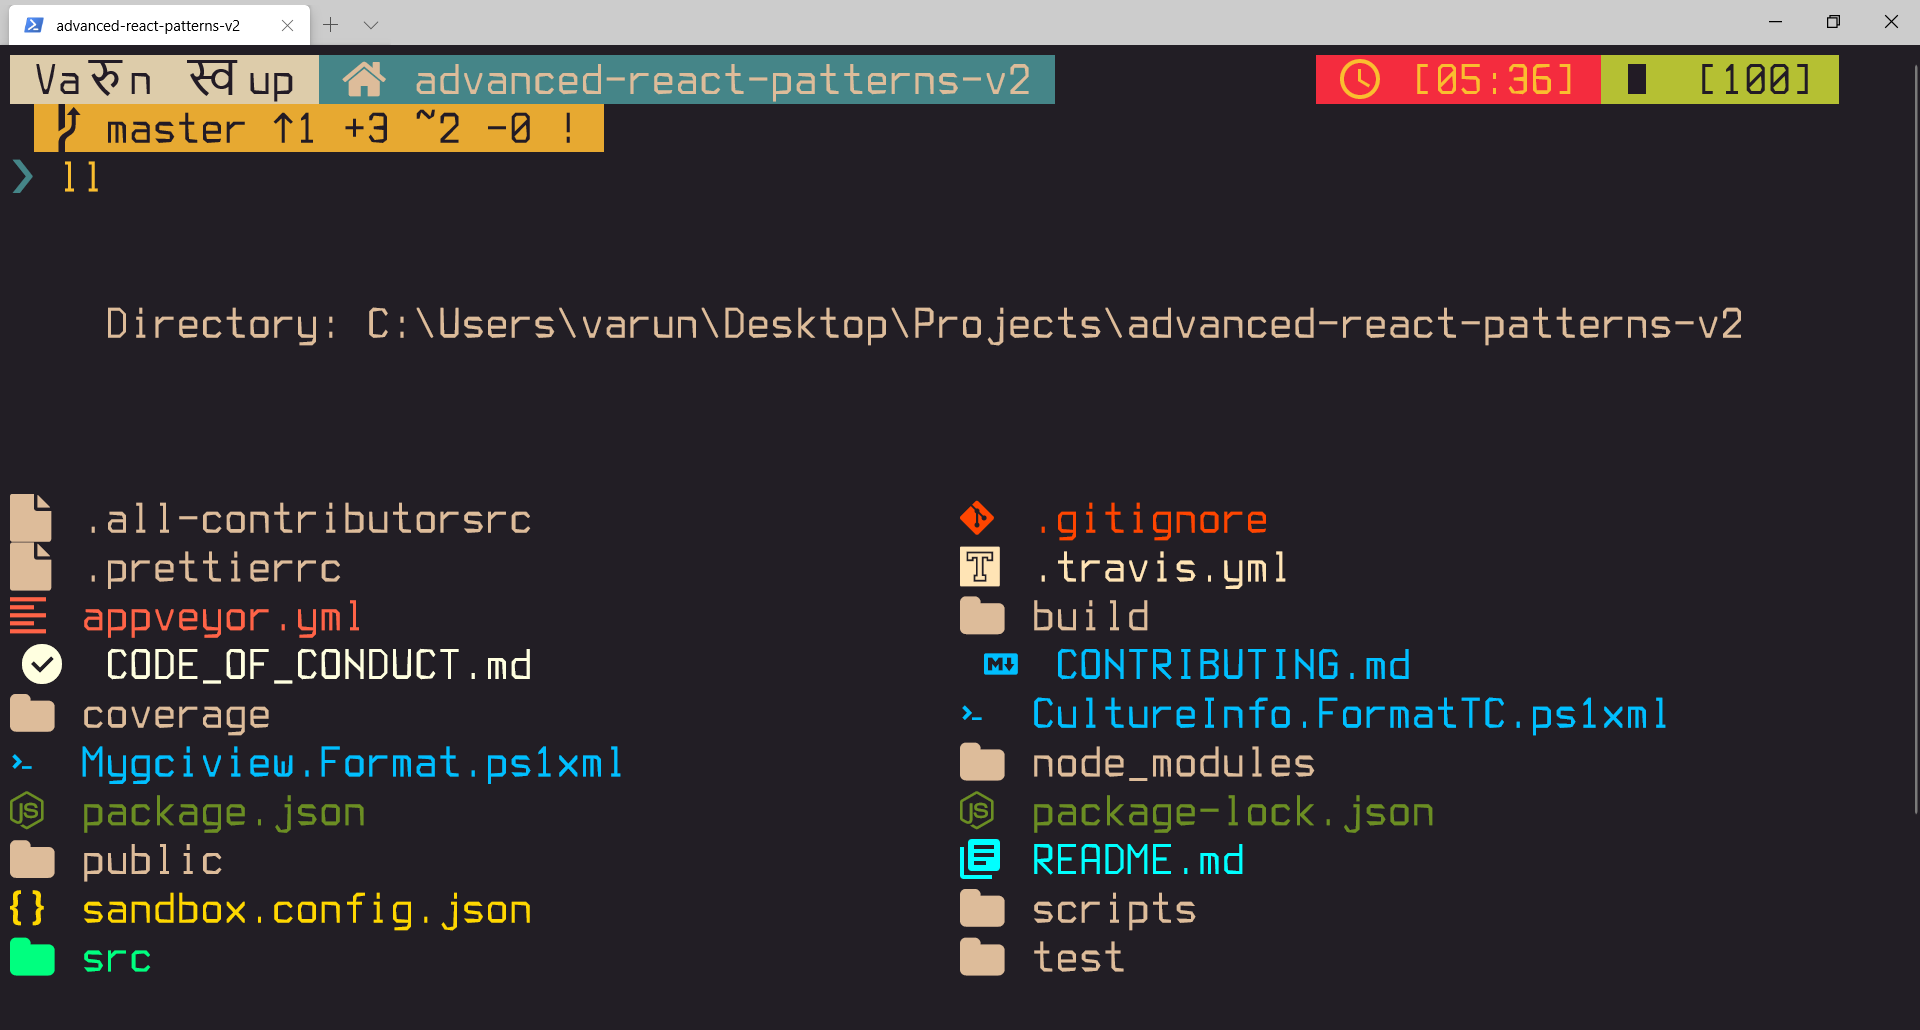 advanced-react-patterns-v2
Vaरुn स्वup advanced-react-patterns-v2 [05:36] [100]
master ↑1 +3 ~2 -0 !
❯ ll
Directory: C:\Users\varun\Desktop\Projects\advanced-react-patterns-v2
.all-contributorsrc .gitignore
.prettierrc .travis.yml
appveyor.yml build
CODE_OF_CONDUCT.md CONTRIBUTING.md
coverage CultureInfo.FormatTC.ps1xml
Mygciview.Format.ps1xml node_modules
package.json package-lock.json
public README.md
{} sandbox.config.json scripts
src test